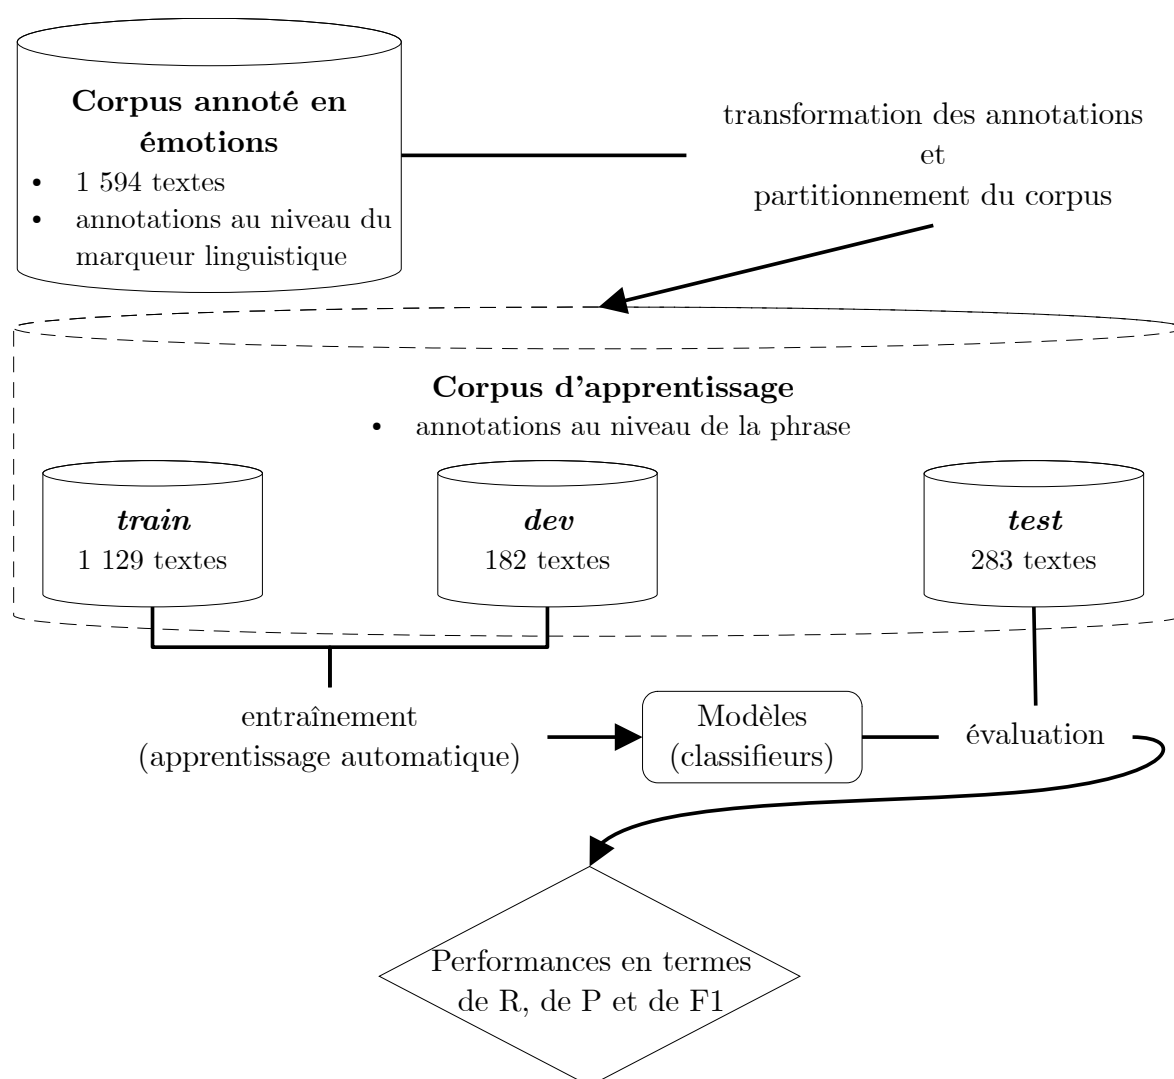 Corpus annoté en
émotions
• 1 594 textes
• annotations au niveau du
marqueur linguistique
transformation des annotations
et
partitionnement du corpus
Corpus d'apprentissage
• annotations au niveau de la phrase
train
1 129 textes
dev
182 textes
test
283 textes
entraînement
(apprentissage automatique)
Modèles
(classifieurs)
évaluation
Performances en termes
de R, de P et de F1